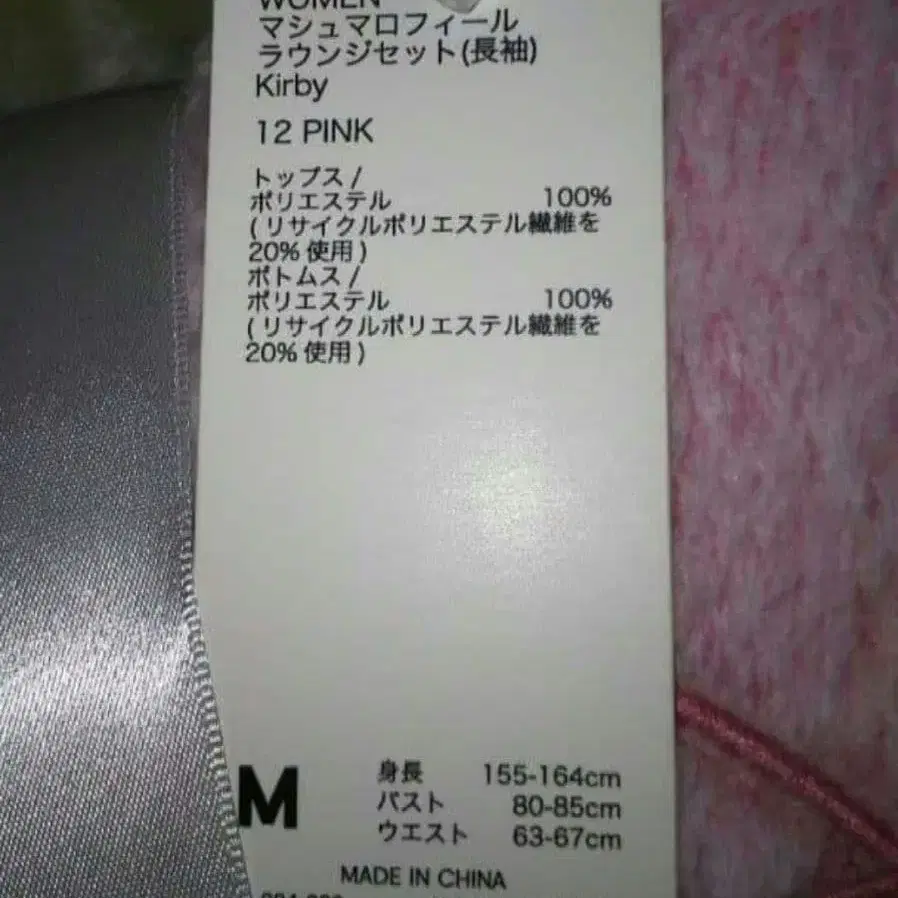 WOMEN
マシュマロフィール
ラウンジセット(長袖)
Kirby
12 PINK
トップス/
ポリエステル 100%
(リサイクルポリエステル繊維を
20%使用)
ボトムス/
ポリエステル 100%
(リサイクルポリエステル繊維を
20%使用)
M
身長 155-164cm
バスト 80-85cm
ウエスト 63-67cm
MADE IN CHINA